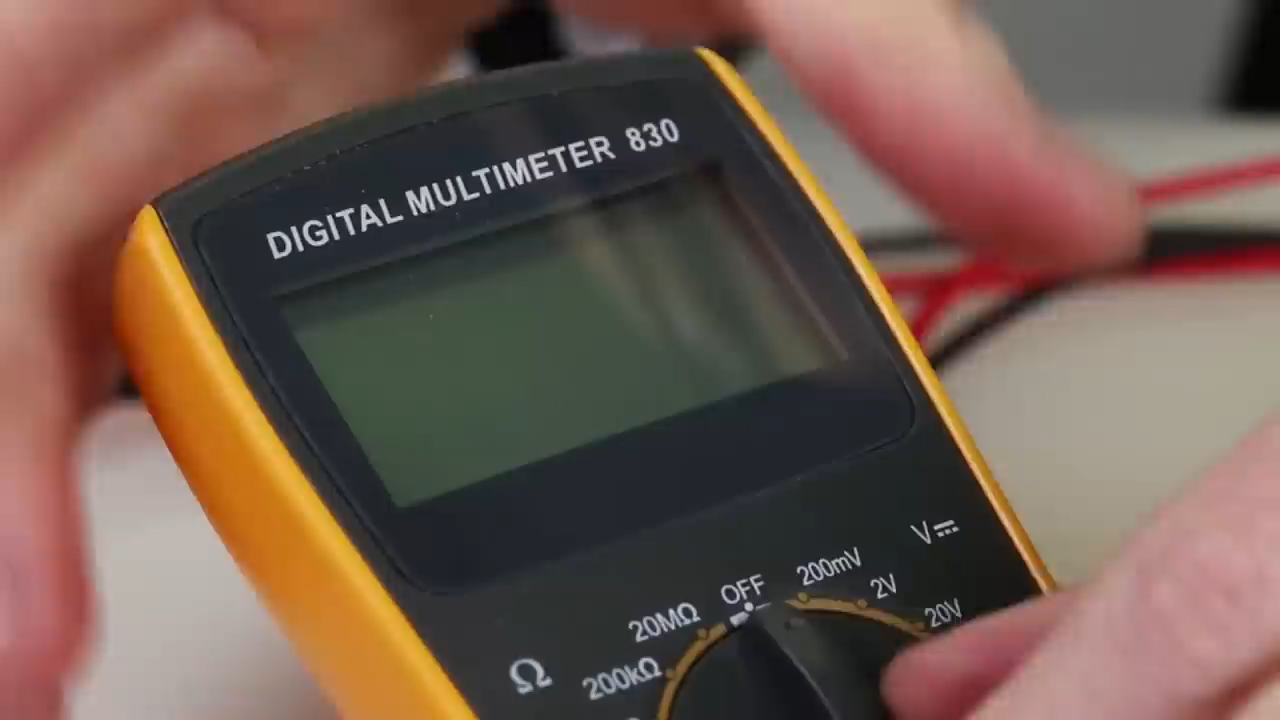 DIGITAL MULTIMETER 830
V⎓
OFF
200mV
2V
20V
20MΩ
200kΩ
Ω